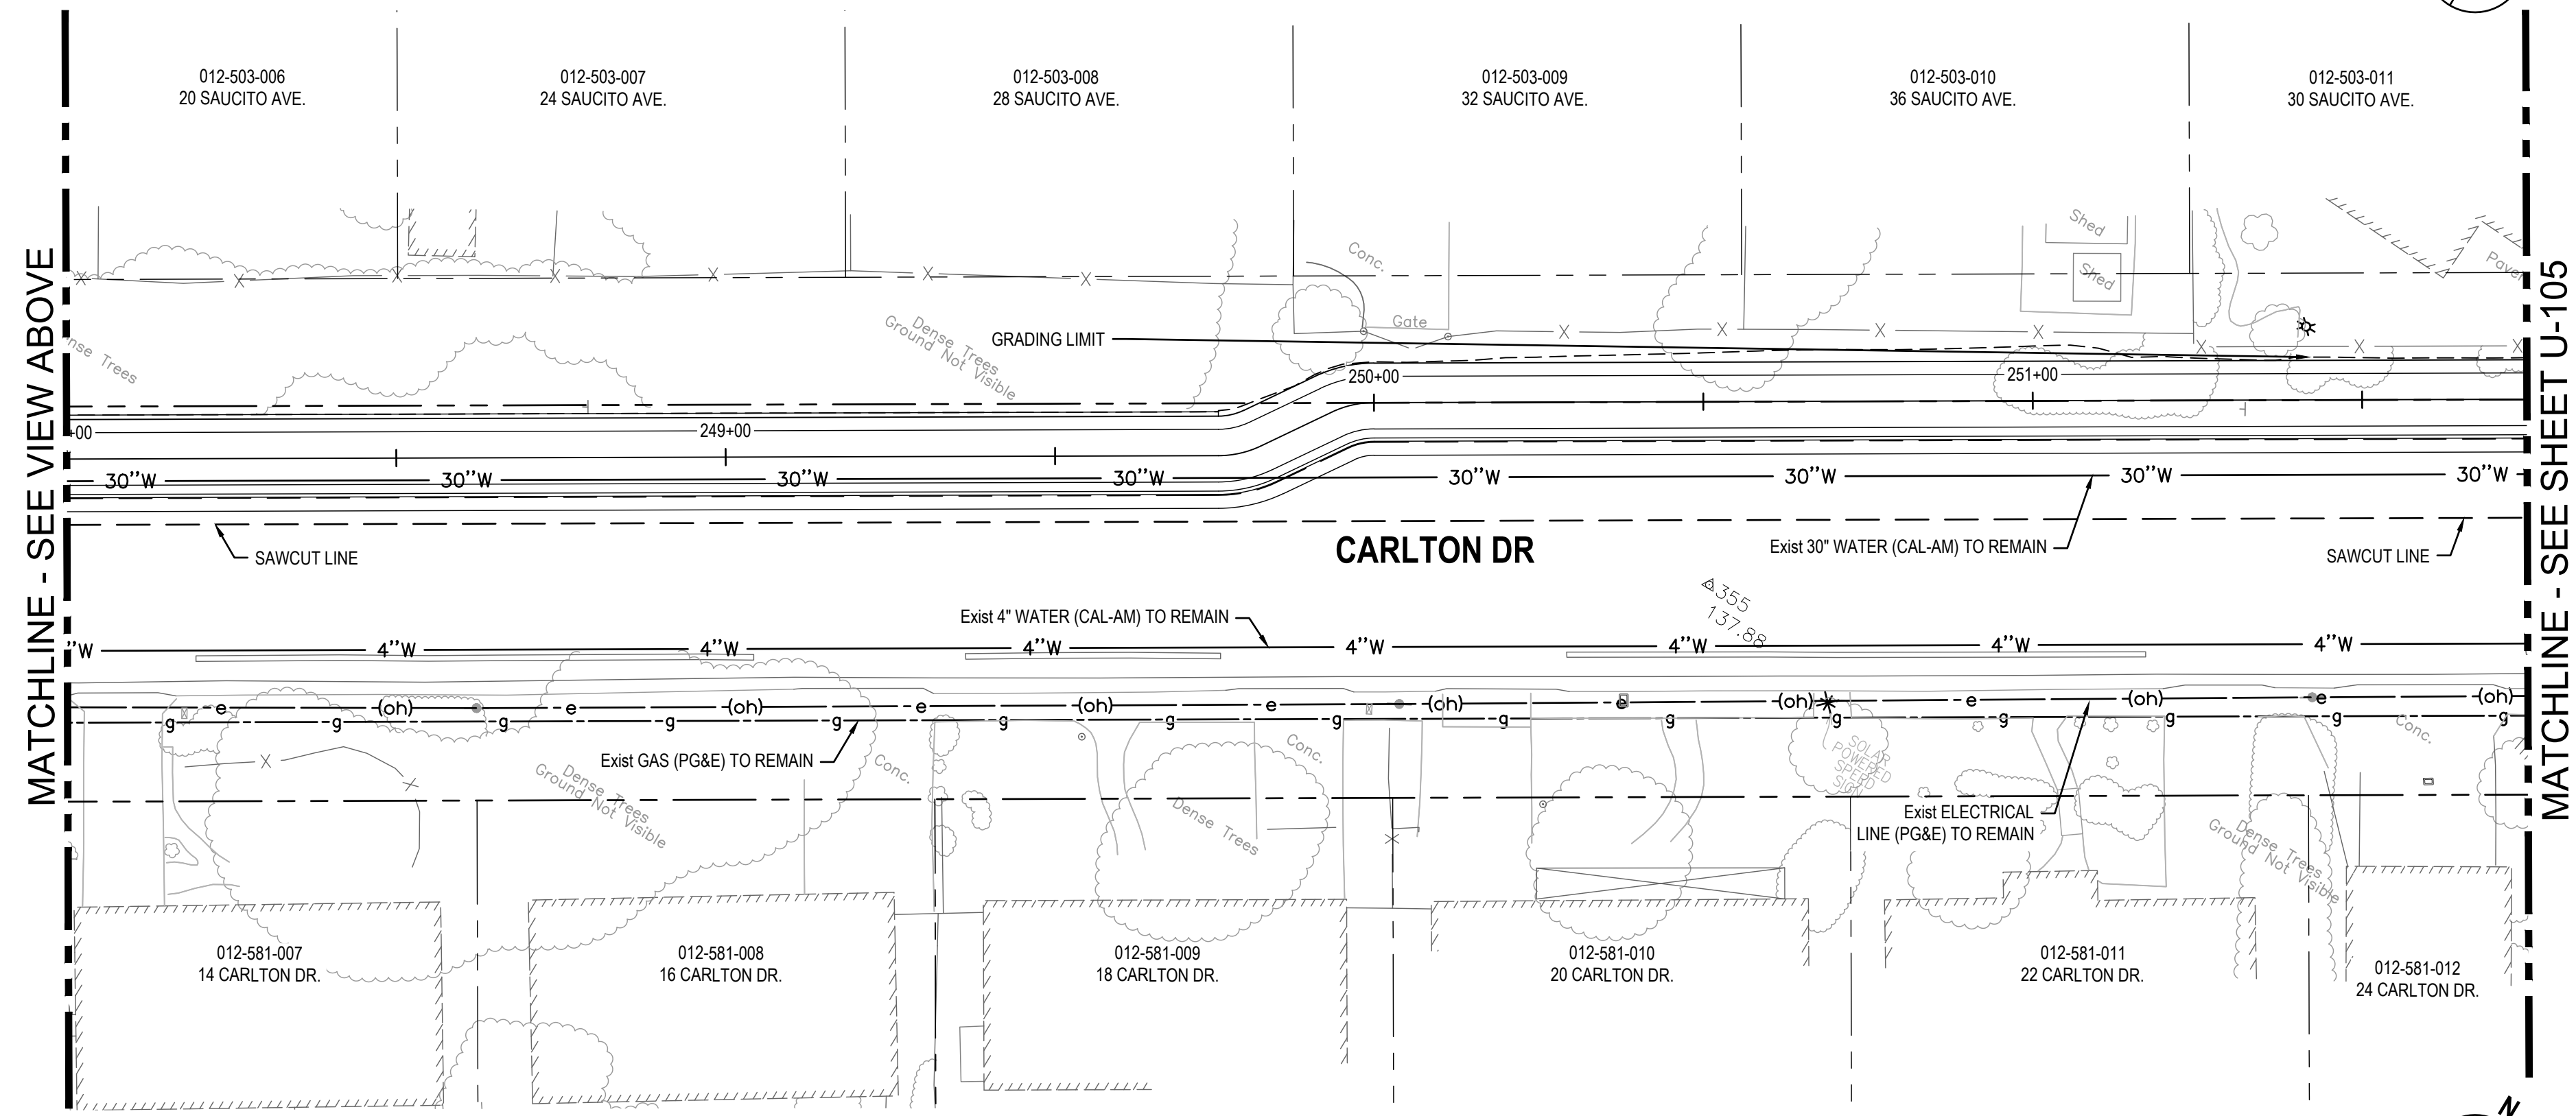 012-503-006
20 SAUCITO AVE.
012-503-007
24 SAUCITO AVE.
012-503-008
28 SAUCITO AVE.
012-503-009
32 SAUCITO AVE.
012-503-010
36 SAUCITO AVE.
012-503-011
30 SAUCITO AVE.
MATCHLINE - SEE VIEW ABOVE
MATCHLINE - SEE SHEET U-105
Shed
Shed
Conc.
Gate
Paver
nse Trees
Dense Trees
Ground Not Visible
GRADING LIMIT
+00
249+00
250+00
251+00
30"W 30"W 30"W 30"W 30"W 30"W 30"W 30"W
SAWCUT LINE
CARLTON DR
Exist 30" WATER (CAL-AM) TO REMAIN
SAWCUT LINE
355
137.88
Exist 4" WATER (CAL-AM) TO REMAIN
"W 4"W 4"W 4"W 4"W 4"W 4"W 4"W
e (oh) e (oh) e (oh) e (oh) e (oh) e (oh) e (oh)
g g g g g g g g g g g g g g g
Exist GAS (PG&E) TO REMAIN
Conc.
Conc.
Conc.
SOLAR
POWERED
SPEED
SIGN
Dense Trees
Ground Not Visible
Dense Trees
Exist ELECTRICAL
LINE (PG&E) TO REMAIN
Dense Trees
Ground Not Visible
012-581-007
14 CARLTON DR.
012-581-008
16 CARLTON DR.
012-581-009
18 CARLTON DR.
012-581-010
20 CARLTON DR.
012-581-011
22 CARLTON DR.
012-581-012
24 CARLTON DR.
N